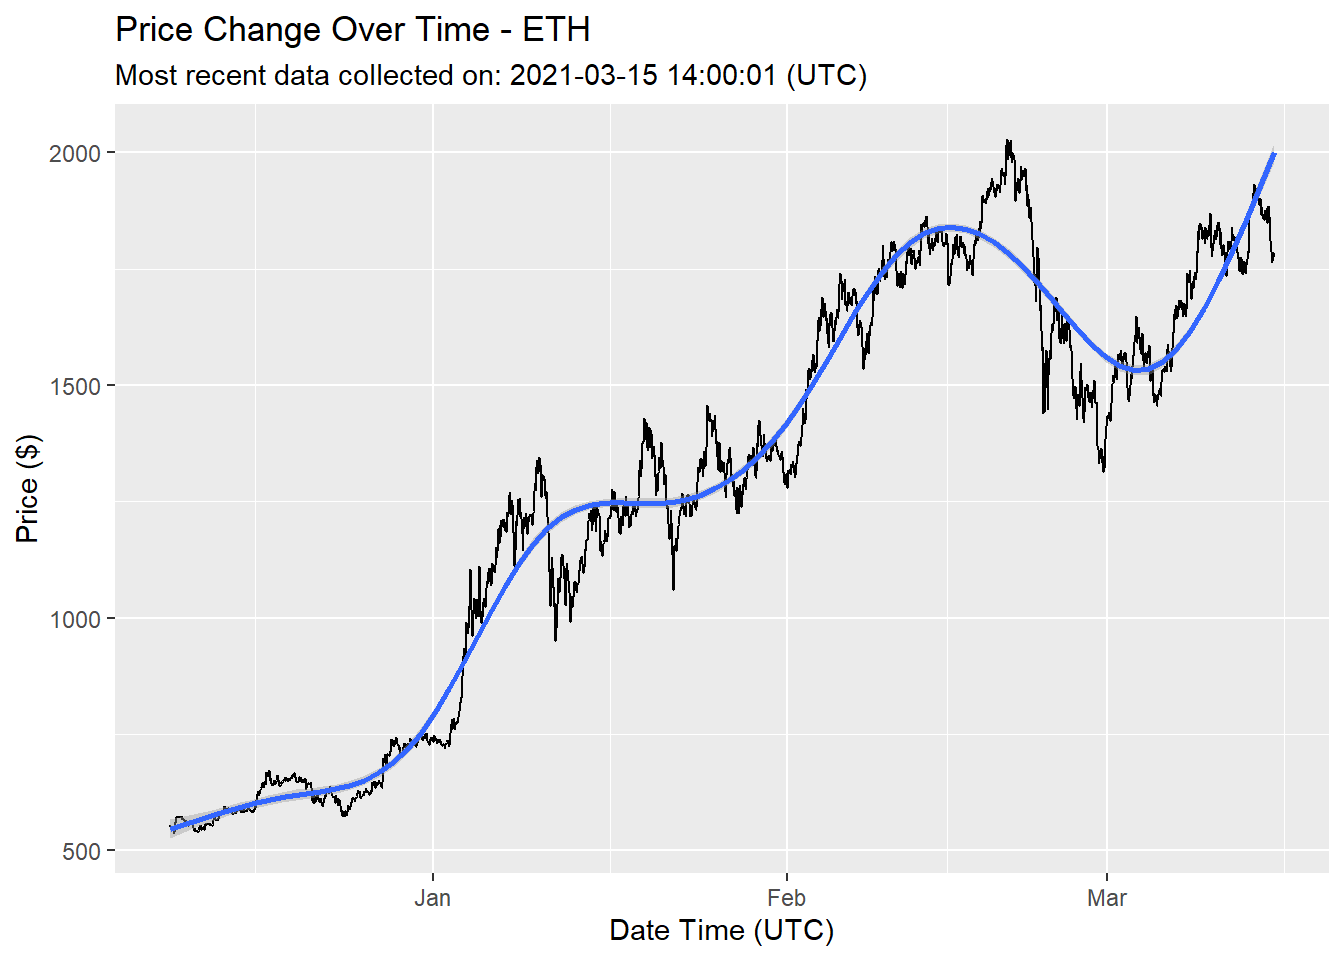 Price Change Over Time - ETH
Most recent data collected on: 2021-03-15 14:00:01 (UTC)
2000
1500
1000
500
Price ($)
Jan Feb Mar
Date Time (UTC)